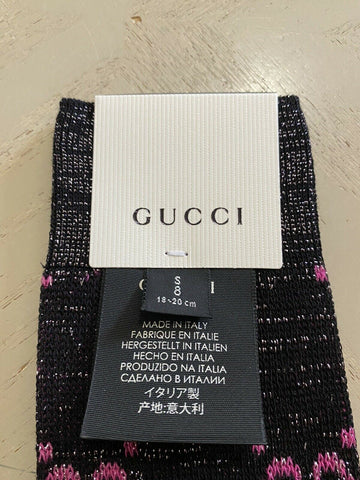 GUCCI
S
8
18-20 cm
G I
MADE IN ITALY
FABRIQUE EN ITALIE
HERGESTELLT IN ITALIEN
HECHO EN ITALIA
PRODUZIDO NA ITALIA
СДЕЛАНО В ИТАЛИИ
イタリア製
产地:意大利